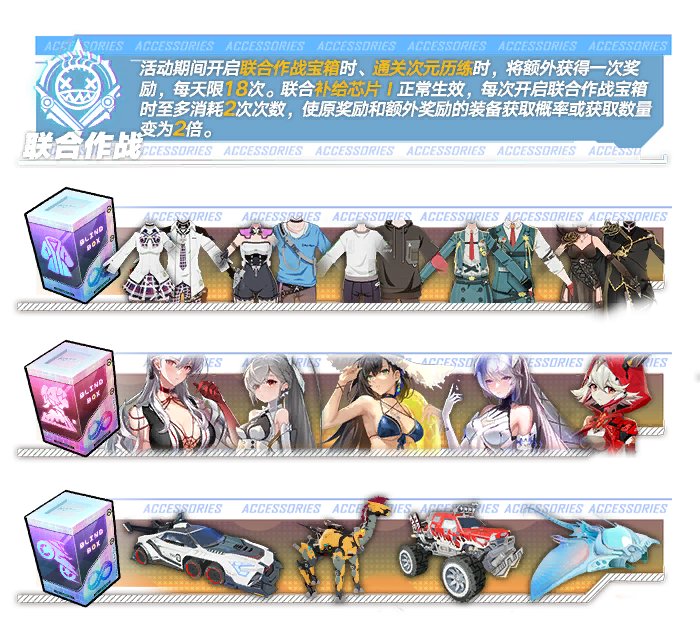 ACCESSORIES ACCESSORIES ACCESSORIES ACCESSORIES ACCESSORIES ACCESSORIES
活动期间开启联合作战宝箱时、通关次元历练时，将额外获得一次奖
励，每天限18次。联合补给芯片Ⅰ正常生效，每次开启联合作战宝箱
时至多消耗2次次数，使原奖励和额外奖励的装备获取概率或获取数量
变为2倍。
联合作战
ACCESSORIES ACCESSORIES ACCESSORIES ACCESSORIES ACCESSORIES ACCESSORIES
ACCESSORIES ACCESSORIES ACCESSORIES ACCESSORIES ACCESSORIES
BLIND
BOX
ACCESSORIES ACCESSORIES ACCESSORIES
BLIND
BOX
ACCESSORIES ACCESSORIES ACCESSORIES ACCESSORIES ACCESSORIES
BLIND
BOX